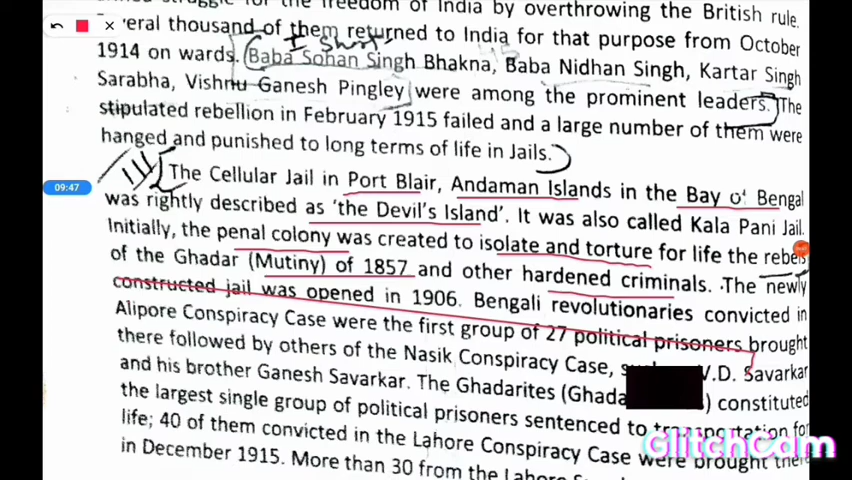 struggle for the freedom of India by overthrowing the British rule.
Several thousand of them returned to India for that purpose from October
I short
1914 on wards. Baba Sohan Singh Bhakna, Baba Nidhan Singh, Kartar Singh
Sarabha, Vishnu Ganesh Pingley were among the prominent leaders. The
stipulated rebellion in February 1915 failed and a large number of them were
hanged and punished to long terms of life in Jails.
The Cellular Jail in Port Blair, Andaman Islands in the Bay of Bengal
09:47
was rightly described as 'the Devil's Island'. It was also called Kala Pani Jail.
Initially, the penal colony was created to isolate and torture for life the rebels
of the Ghadar (Mutiny) of 1857 and other hardened criminals. The newly
constructed jail was opened in 1906. Bengali revolutionaries convicted in
Alipore Conspiracy Case were the first group of 27 political prisoners brought
there followed by others of the Nasik Conspiracy Case, V.D. Savarkar
and his brother Ganesh Savarkar. The Ghadarites (Ghada ) constituted
the largest single group of political prisoners sentenced to transportation for
life; 40 of them convicted in the Lahore Conspiracy Case were brought there
GlitchCam
in December 1915. More than 30 from the Lahore